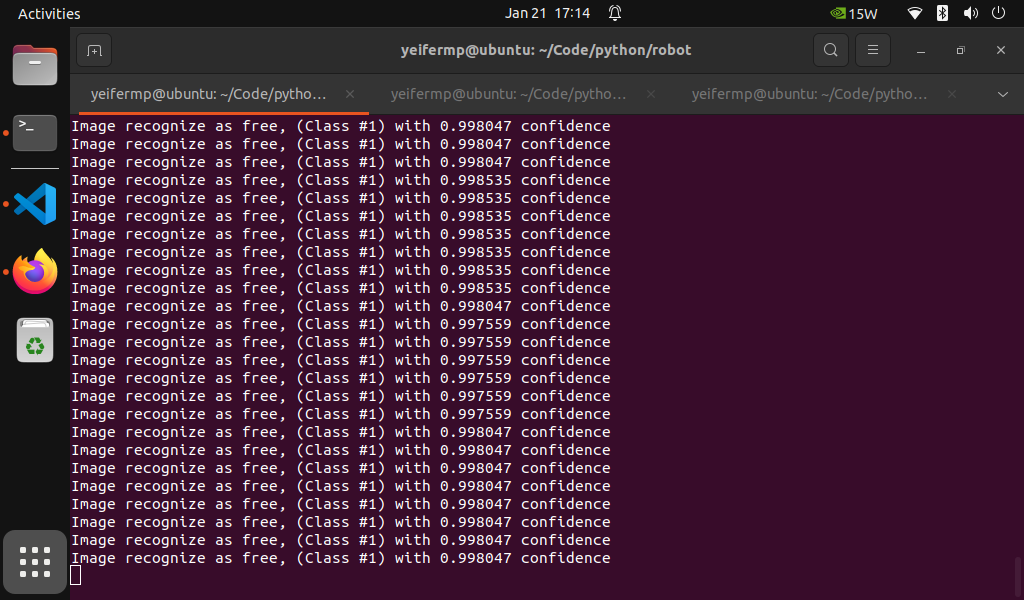 Activities
Jan 21 17:14
15W
yeifermp@ubuntu: ~/Code/python/robot
yeifermp@ubuntu: ~/Code/pytho...
yeifermp@ubuntu: ~/Code/pytho...
yeifermp@ubuntu: ~/Code/pytho...
Image recognize as free, (Class #1) with 0.998047 confidence
Image recognize as free, (Class #1) with 0.998047 confidence
Image recognize as free, (Class #1) with 0.998047 confidence
Image recognize as free, (Class #1) with 0.998535 confidence
Image recognize as free, (Class #1) with 0.998535 confidence
Image recognize as free, (Class #1) with 0.998535 confidence
Image recognize as free, (Class #1) with 0.998535 confidence
Image recognize as free, (Class #1) with 0.998535 confidence
Image recognize as free, (Class #1) with 0.998535 confidence
Image recognize as free, (Class #1) with 0.998535 confidence
Image recognize as free, (Class #1) with 0.998047 confidence
Image recognize as free, (Class #1) with 0.997559 confidence
Image recognize as free, (Class #1) with 0.997559 confidence
Image recognize as free, (Class #1) with 0.997559 confidence
Image recognize as free, (Class #1) with 0.997559 confidence
Image recognize as free, (Class #1) with 0.997559 confidence
Image recognize as free, (Class #1) with 0.997559 confidence
Image recognize as free, (Class #1) with 0.998047 confidence
Image recognize as free, (Class #1) with 0.998047 confidence
Image recognize as free, (Class #1) with 0.998047 confidence
Image recognize as free, (Class #1) with 0.998047 confidence
Image recognize as free, (Class #1) with 0.998047 confidence
Image recognize as free, (Class #1) with 0.998047 confidence
Image recognize as free, (Class #1) with 0.998047 confidence
Image recognize as free, (Class #1) with 0.998047 confidence